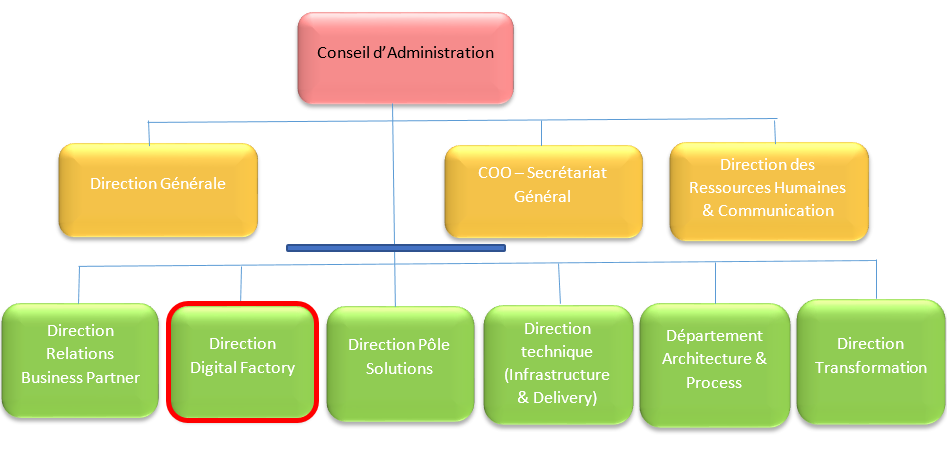 Conseil d’Administration
Direction Générale
COO – Secrétariat
Général
Direction des
Ressources Humaines
& Communication
Direction
Relations
Business Partner
Direction
Digital Factory
Direction Pôle
Solutions
Direction
technique
(Infrastructure
& Delivery)
Département
Architecture &
Process
Direction
Transformation